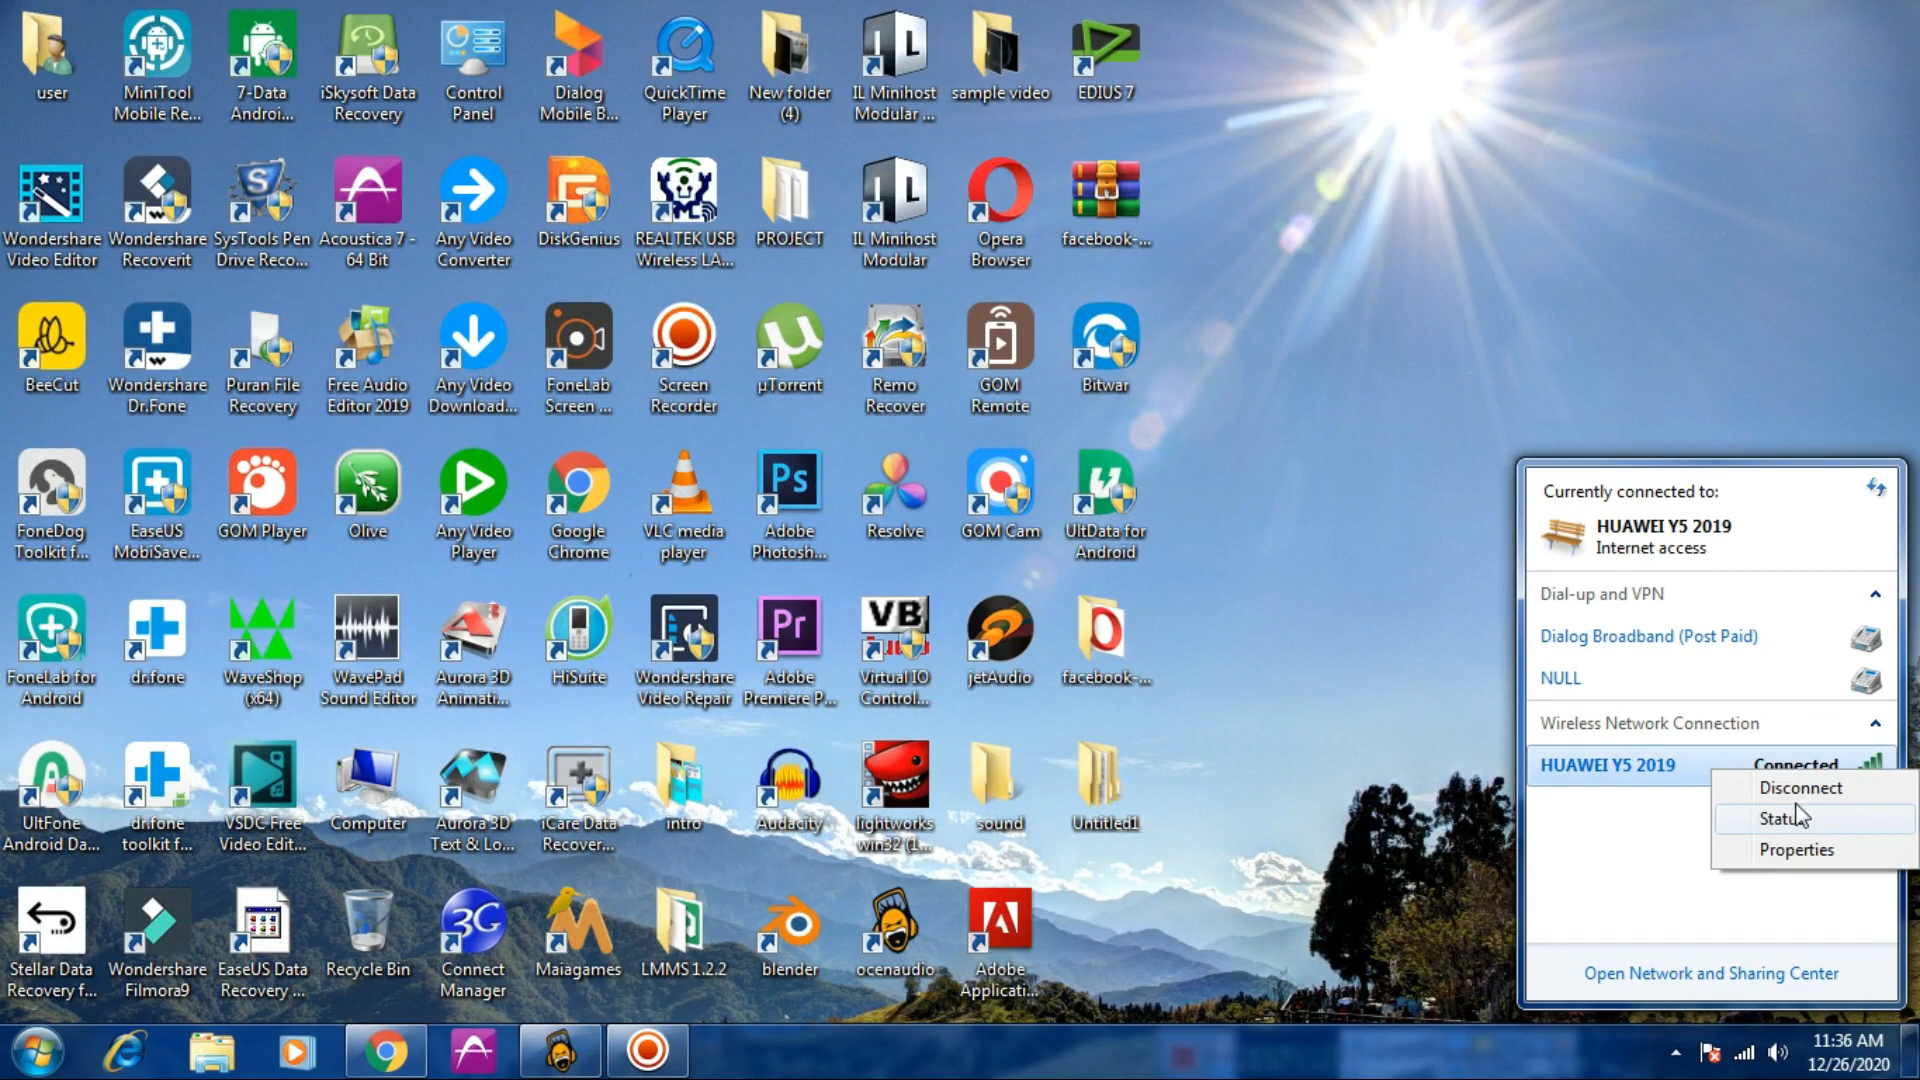 user
MiniTool
Mobile Re...
7-Data
Androi...
iSkysoft Data
Recovery
Control
Panel
Dialog
Mobile B...
QuickTime
Player
New folder
(4)
IL Minihost
Modular ...
sample video
EDIUS 7
Wondershare
Video Editor
Wondershare
Recoverit
SysTools Pen
Drive Reco...
Acoustica 7 -
64 Bit
Any Video
Converter
DiskGenius
REALTEK USB
Wireless LA...
PROJECT
IL Minihost
Modular
Opera
Browser
facebook-...
BeeCut
Wondershare
Dr.Fone
Puran File
Recovery
Free Audio
Editor 2019
Any Video
Download...
FoneLab
Screen ...
Screen
Recorder
µTorrent
Remo
Recover
GOM
Remote
Bitwar
FoneDog
Toolkit f...
EaseUS
MobiSave...
GOM Player
Olive
Any Video
Player
Google
Chrome
VLC media
player
Ps
Adobe
Photosh...
Resolve
GOM Cam
UltData for
Android
FoneLab for
Android
dr.fone
WaveShop
(x64)
WavePad
Sound Editor
Aurora 3D
Animati...
HiSuite
Wondershare
Video Repair
Pr
Adobe
Premiere P...
VB
Virtual IO
Control...
jetAudio
facebook-...
UltFone
Android Da...
dr.fone
toolkit f...
VSDC Free
Video Edit...
Computer
Aurora 3D
Text & Lo...
iCare Data
Recover...
intro
Audacity
lightworks
win32 (1...
sound
Untitled1
Stellar Data
Recovery f...
Wondershare
Filmora9
EaseUS Data
Recovery ...
Recycle Bin
3G
Connect
Manager
Maiagames
LMMS 1.2.2
blender
ocenaudio
Adobe
Applicati...
Currently connected to:
HUAWEI Y5 2019
Internet access
Dial-up and VPN
Dialog Broadband (Post Paid)
NULL
Wireless Network Connection
HUAWEI Y5 2019
Connected
Disconnect
Status
Properties
Open Network and Sharing Center
11:36 AM
12/26/2020